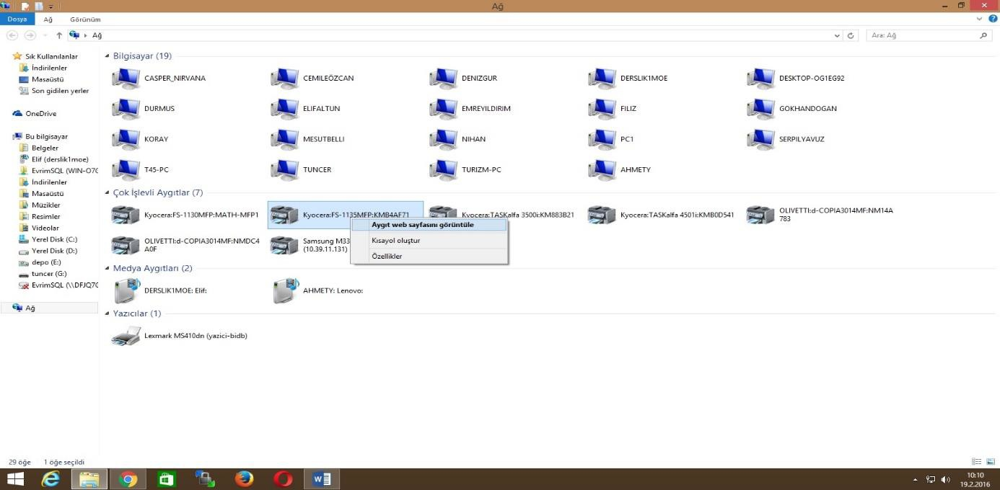 Ağ
Dosya
Ağ
Görünüm
Ağ
Ara: Ağ
Sık Kullanılanlar
İndirilenler
Masaüstü
Son gidilen yerler
OneDrive
Bu bilgisayar
Belgeler
Elif (derslik1moe)
EvrimSQL (WIN-O7C
İndirilenler
Masaüstü
Müzikler
Resimler
Videolar
Yerel Disk (C:)
Yerel Disk (D:)
depo (E:)
tuncer (G:)
EvrimSQL (\\DFJQ7C
Ağ
Bilgisayar (19)
CASPER_NIRVANA
CEMILEÖZCAN
DENIZGUR
DERSLIK1MOE
DESKTOP-OG1EG92
DURMUS
ELIFALTUN
EMREYILDIRIM
FILIZ
GOKHANDOGAN
KORAY
MESUTBELLI
NIHAN
PC1
SERPILYAVUZ
T45-PC
TUNCER
TURIZM-PC
AHMETY
Çok İşlevli Aygıtlar (7)
Kyocera:FS-1130MFP:MATH-MFP1
Kyocera:FS-1135MFP:KMB4AF71
Kyocera:TASKalfa 3500i:KM883B21
Kyocera:TASKalfa 4501i:KMB0D541
OLIVETTI:d-COPIA3014MF:NM14A
783
OLIVETTI:d-COPIA3014MF:NMDC4
A0F
Samsung M33
(10.39.11.131)
Aygıt web sayfasını görüntüle
Kısayol oluştur
Özellikler
Medya Aygıtları (2)
DERSLIK1MOE: Elif:
AHMETY: Lenovo:
Yazıcılar (1)
Lexmark MS410dn (yazici-bidb)
29 öğe
1 öğe seçildi
10:10
19.2.2016